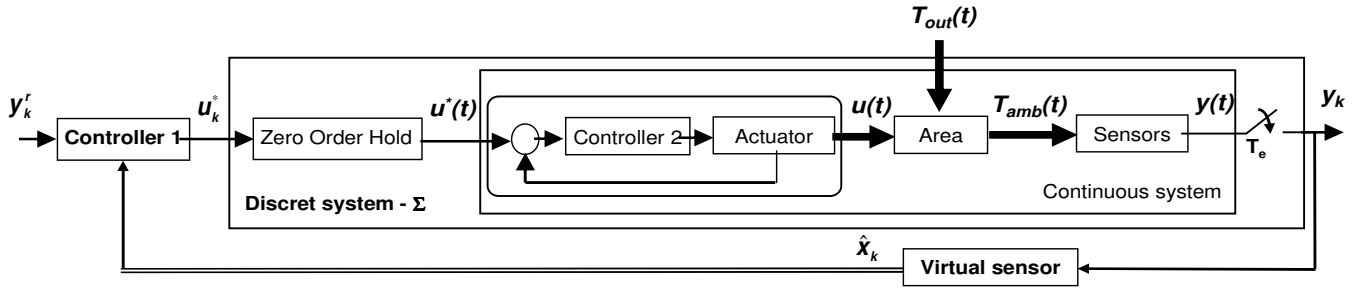 T_out(t)
y_k^r
u_k^*
u*(t)
u(t)
T_amb(t)
y(t)
y_k
Controller 1
Zero Order Hold
Controller 2
Actuator
Area
Sensors
T_e
Discret system - Σ
Continuous system
x̂_k
Virtual sensor